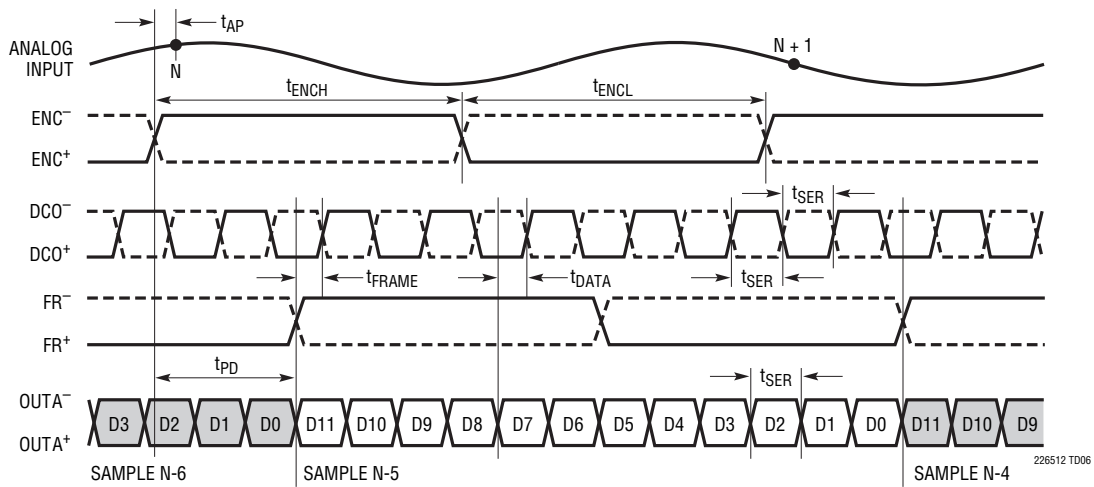 tAP
ANALOG
INPUT
N
N + 1
tENCH
tENCL
ENC–
ENC+
DCO–
DCO+
tSER
tFRAME
tDATA
tSER
FR–
FR+
tPD
tSER
OUTA–
OUTA+
D3 D2 D1 D0 D11 D10 D9 D8 D7 D6 D5 D4 D3 D2 D1 D0 D11 D10 D9
SAMPLE N-6 SAMPLE N-5 SAMPLE N-4
226512 TD06